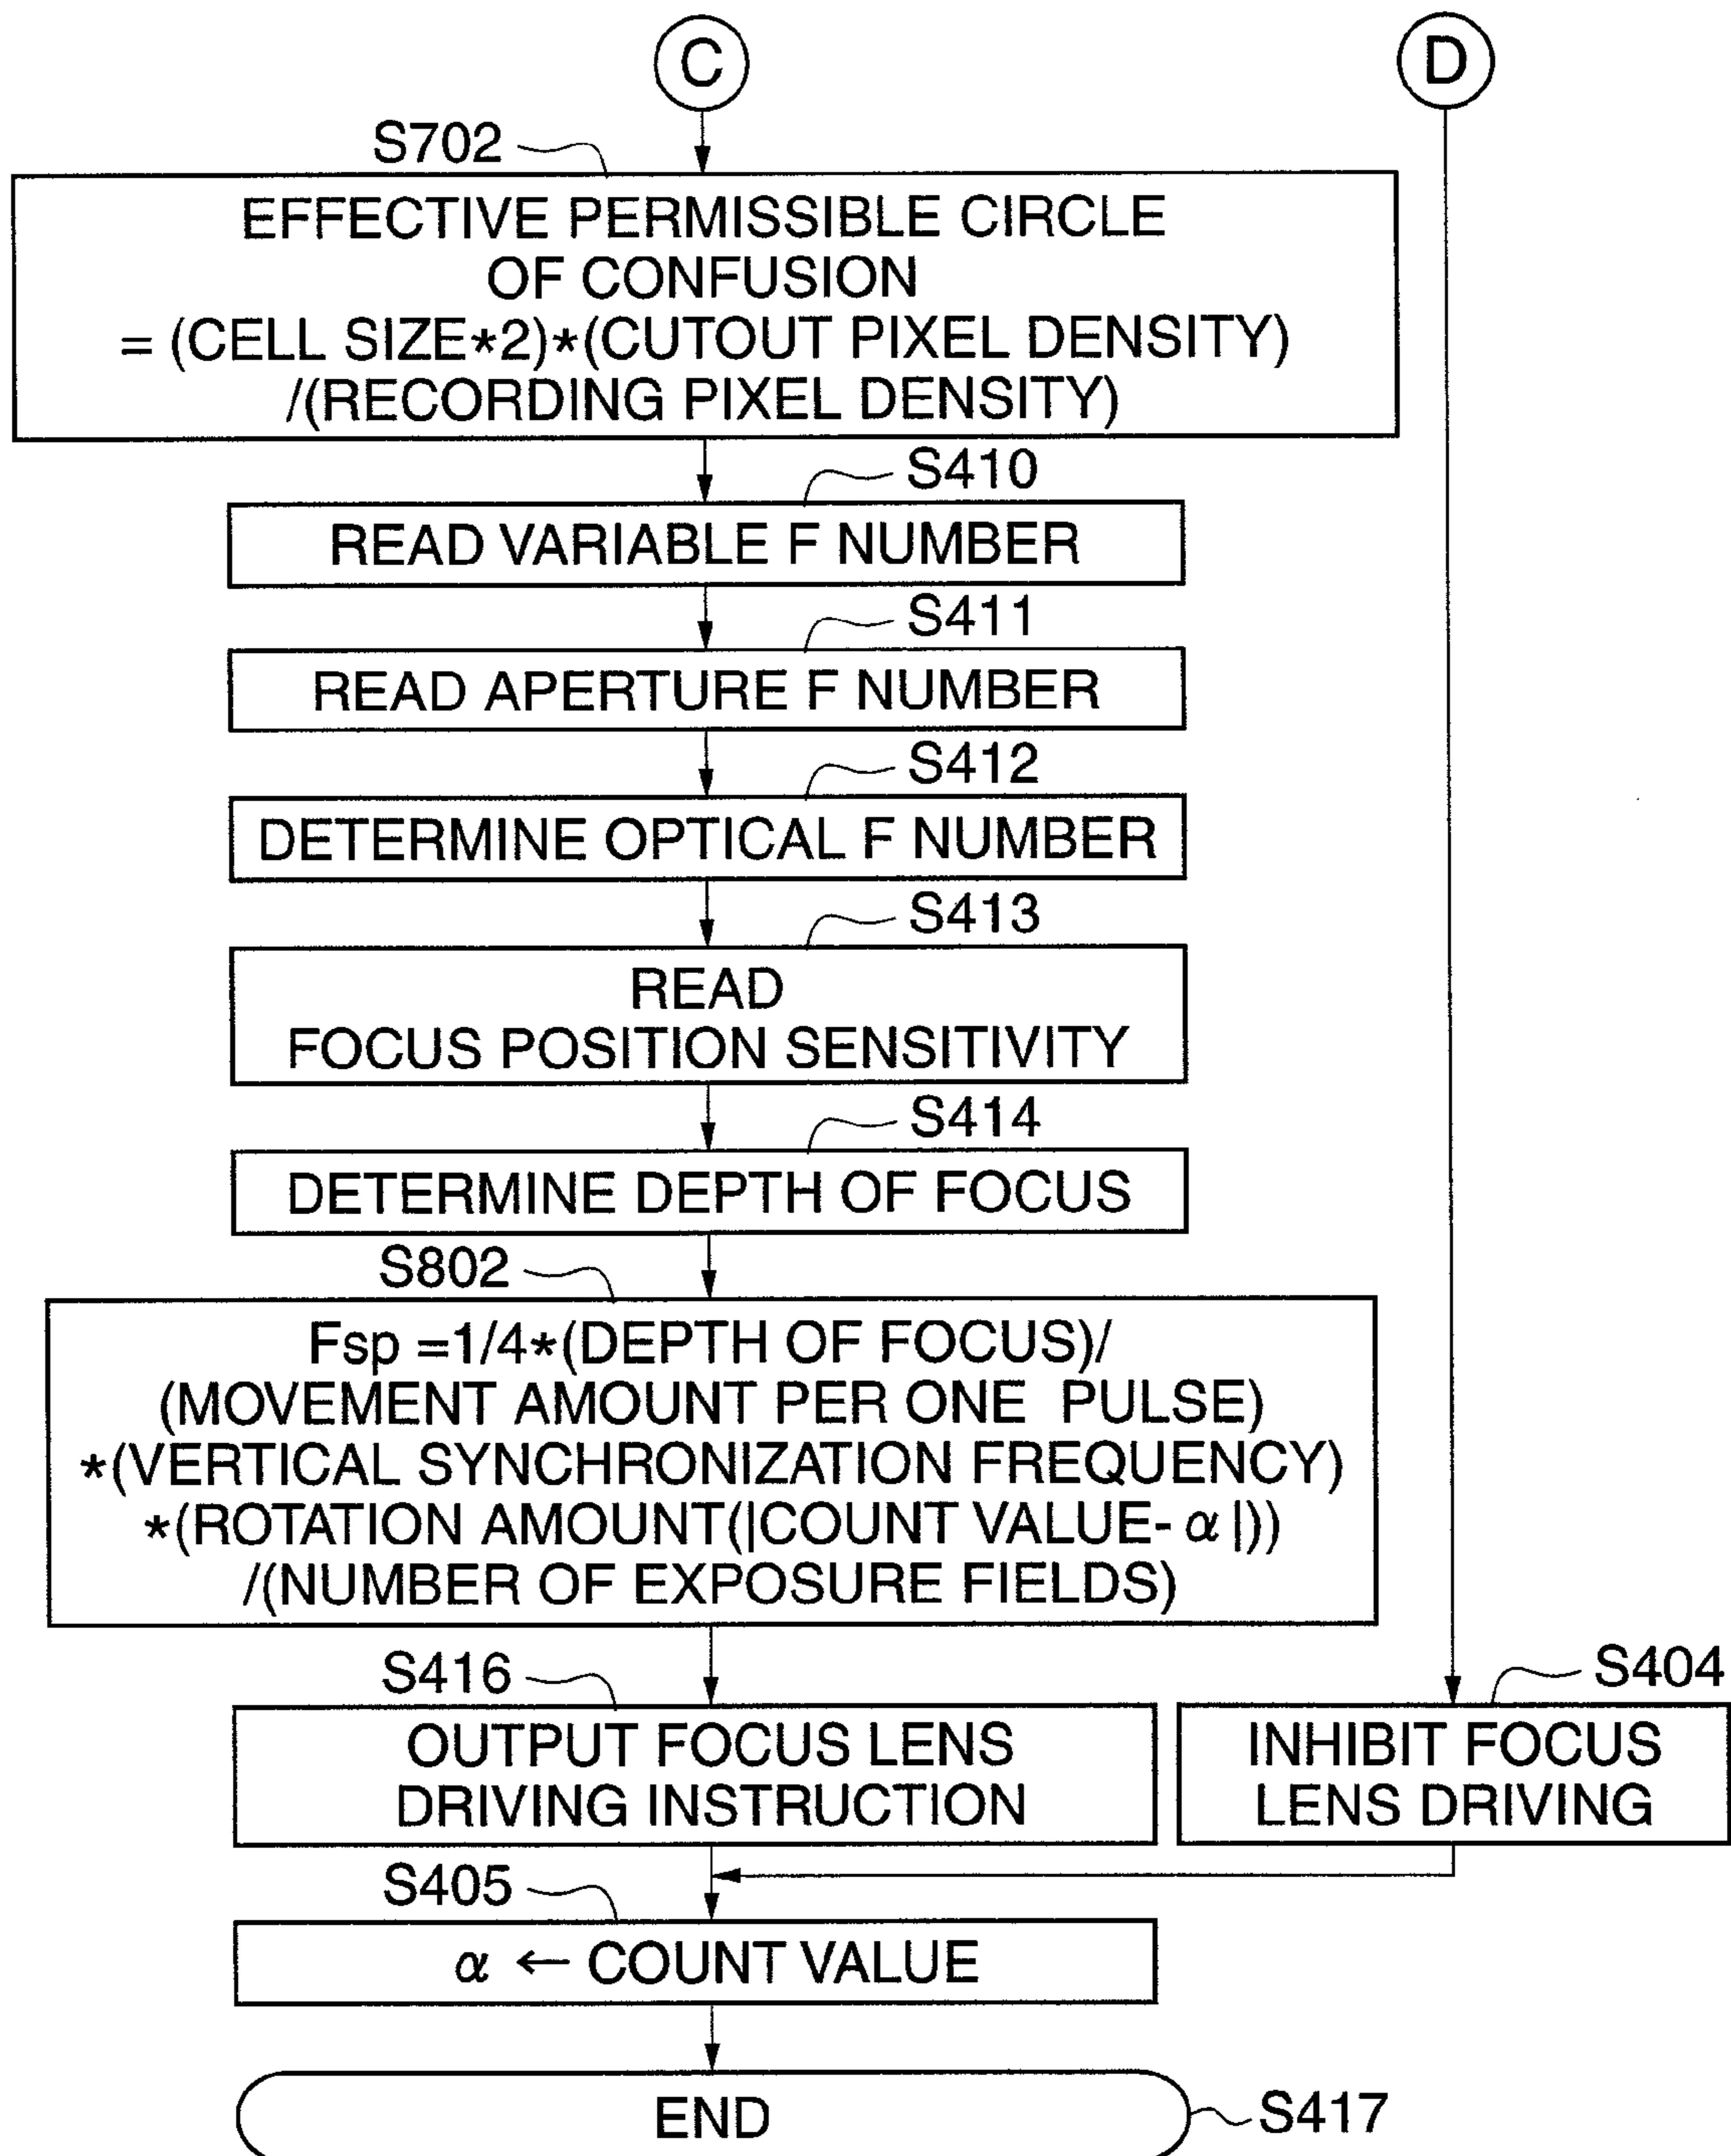 C
D
S702
EFFECTIVE PERMISSIBLE CIRCLE
OF CONFUSION
= (CELL SIZE*2)*(CUTOUT PIXEL DENSITY)
/(RECORDING PIXEL DENSITY)
S410
READ VARIABLE F NUMBER
S411
READ APERTURE F NUMBER
S412
DETERMINE OPTICAL F NUMBER
S413
READ
FOCUS POSITION SENSITIVITY
S414
DETERMINE DEPTH OF FOCUS
S802
Fsp =1/4*(DEPTH OF FOCUS)/
(MOVEMENT AMOUNT PER ONE PULSE)
*(VERTICAL SYNCHRONIZATION FREQUENCY)
*(ROTATION AMOUNT(|COUNT VALUE- α|))
/(NUMBER OF EXPOSURE FIELDS)
S416
OUTPUT FOCUS LENS
DRIVING INSTRUCTION
S404
INHIBIT FOCUS
LENS DRIVING
S405
α ← COUNT VALUE
END
S417